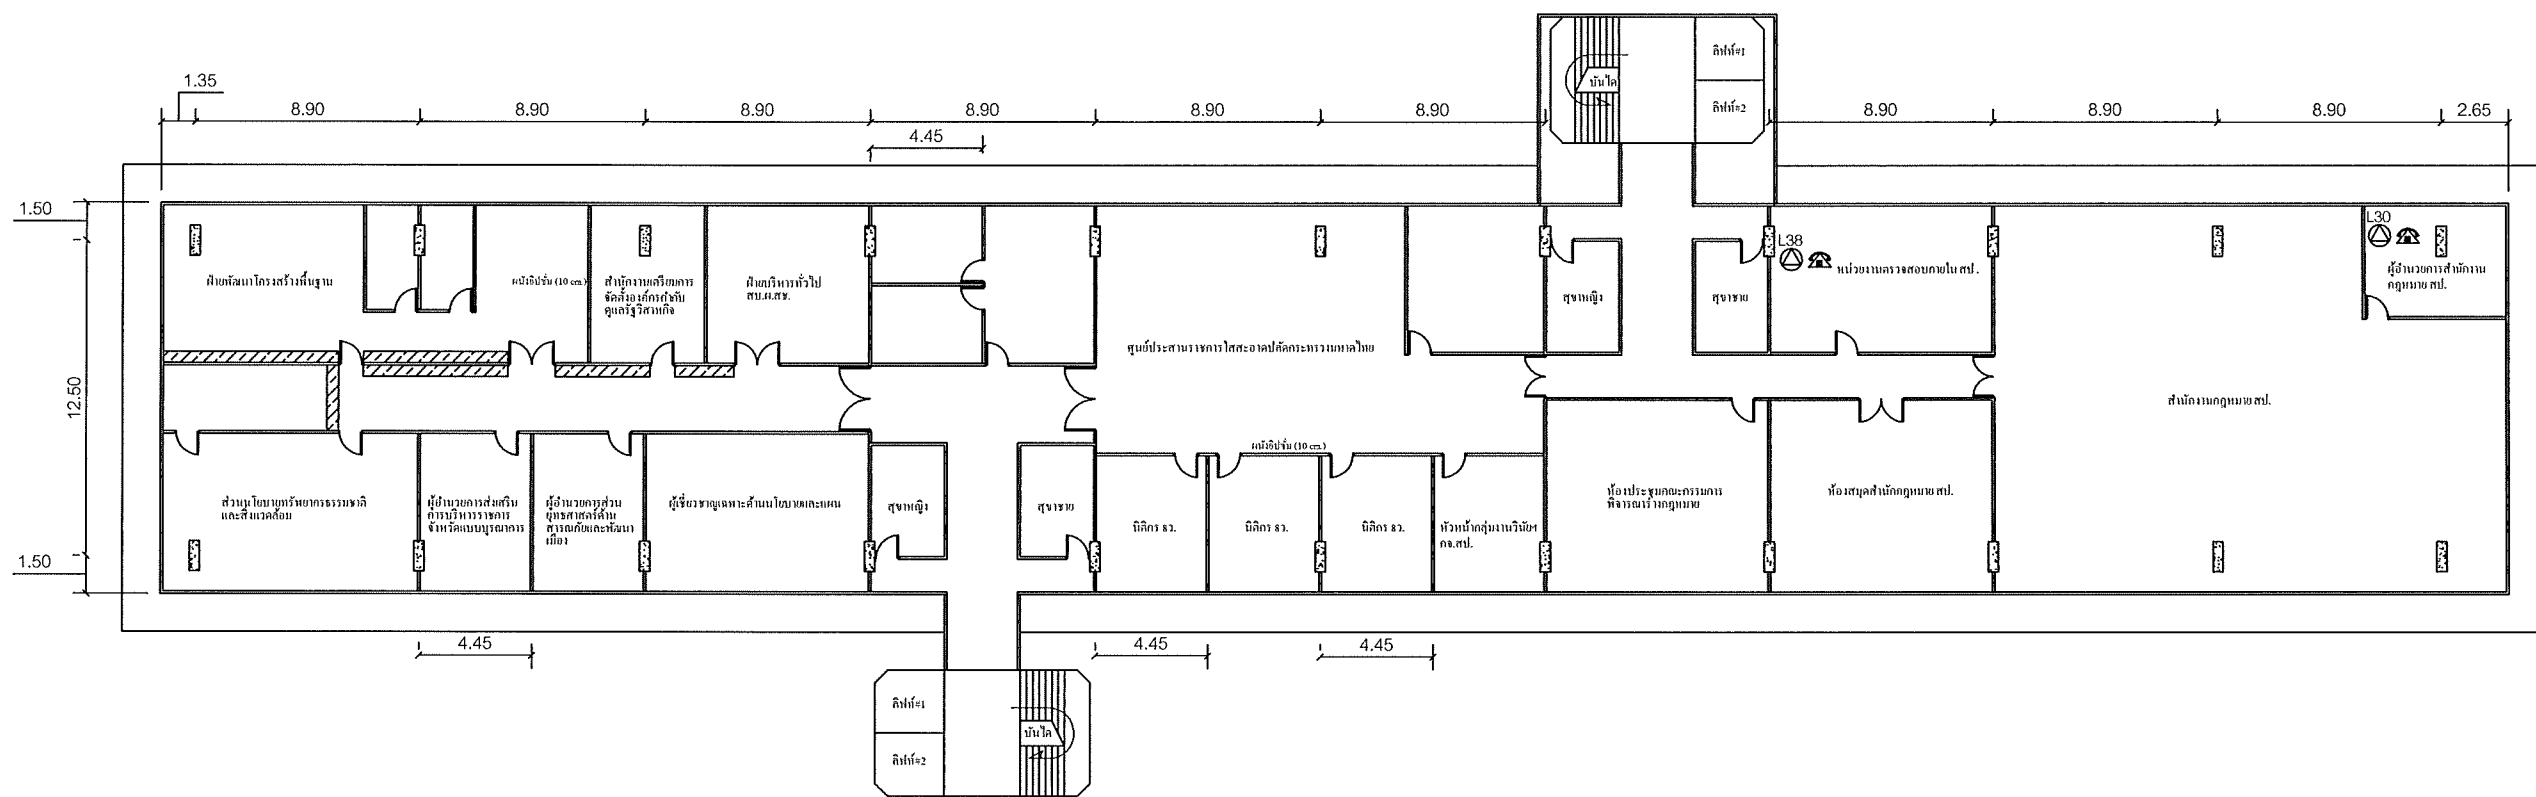 ลิฟท์#1
บันได
ลิฟท์#2
1.35
8.90
8.90
8.90
8.90
8.90
8.90
8.90
8.90
8.90
2.65
4.45
1.50
12.50
1.50
L30
L38
ฝ่ายพัฒนาโครงสร้างพื้นฐาน
ผนังยิปซั่ม (10 cm.)
สำนักงานเตรียมการ
จัดตั้งองค์กรกำกับ
ดูแลรัฐวิสาหกิจ
ฝ่ายบริหารทั่วไป
สบ.ผ.สช.
สุขาหญิง
สุขาชาย
หน่วยงานตรวจสอบภายใน สป.
ผู้อำนวยการสำนักงาน
กฎหมาย สป.
ศูนย์ประสานราชการใสสะอาดปลัดกระทรวงมหาดไทย
สำนักงานกฎหมาย สป.
ผนังยิปซั่ม (10 cm.)
ส่วนนโยบายทรัพยากรธรรมชาติ
และสิ่งแวดล้อม
ผู้อำนวยการส่งเสริม
การบริหารราชการ
จังหวัดแบบบูรณาการ
ผู้อำนวยการส่วน
ยุทธศาสตร์ด้าน
สารณภัยและพัฒนา
เมือง
ผู้เชี่ยวชาญเฉพาะด้านนโยบายและแผน
สุขาหญิง
สุขาชาย
นิติกร 8ว.
นิติกร 8ว.
นิติกร 8ว.
หัวหน้ากลุ่มงานวินัยฯ
กจ.สป.
ห้องประชุมคณะกรรมการ
พิจารณาร่างกฎหมาย
ห้องสมุดสำนักกฎหมาย สป.
4.45
4.45
4.45
ลิฟท์#1
บันได
ลิฟท์#2